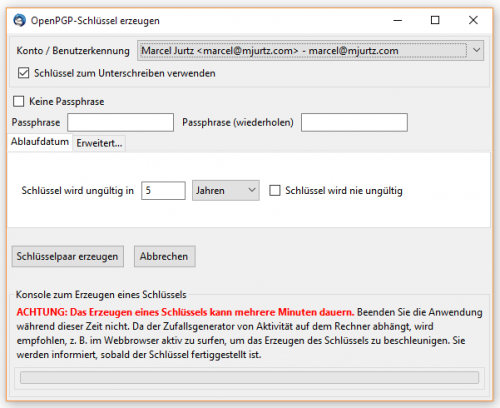 OpenPGP-Schlüssel erzeugen
Konto / Benutzerkennung Marcel Jurtz <marcel@mjurtz.com> - marcel@mjurtz.com
Schlüssel zum Unterschreiben verwenden
Keine Passphrase
Passphrase Passphrase (wiederholen)
Ablaufdatum Erweitert...
Schlüssel wird ungültig in 5 Jahren Schlüssel wird nie ungültig
Schlüsselpaar erzeugen Abbrechen
Konsole zum Erzeugen eines Schlüssels
ACHTUNG: Das Erzeugen eines Schlüssels kann mehrere Minuten dauern. Beenden Sie die Anwendung
während dieser Zeit nicht. Da der Zufallsgenerator von Aktivität auf dem Rechner abhängt, wird
empfohlen, z. B. im Webbrowser aktiv zu surfen, um das Erzeugen des Schlüssels zu beschleunigen. Sie
werden informiert, sobald der Schlüssel fertiggestellt ist.